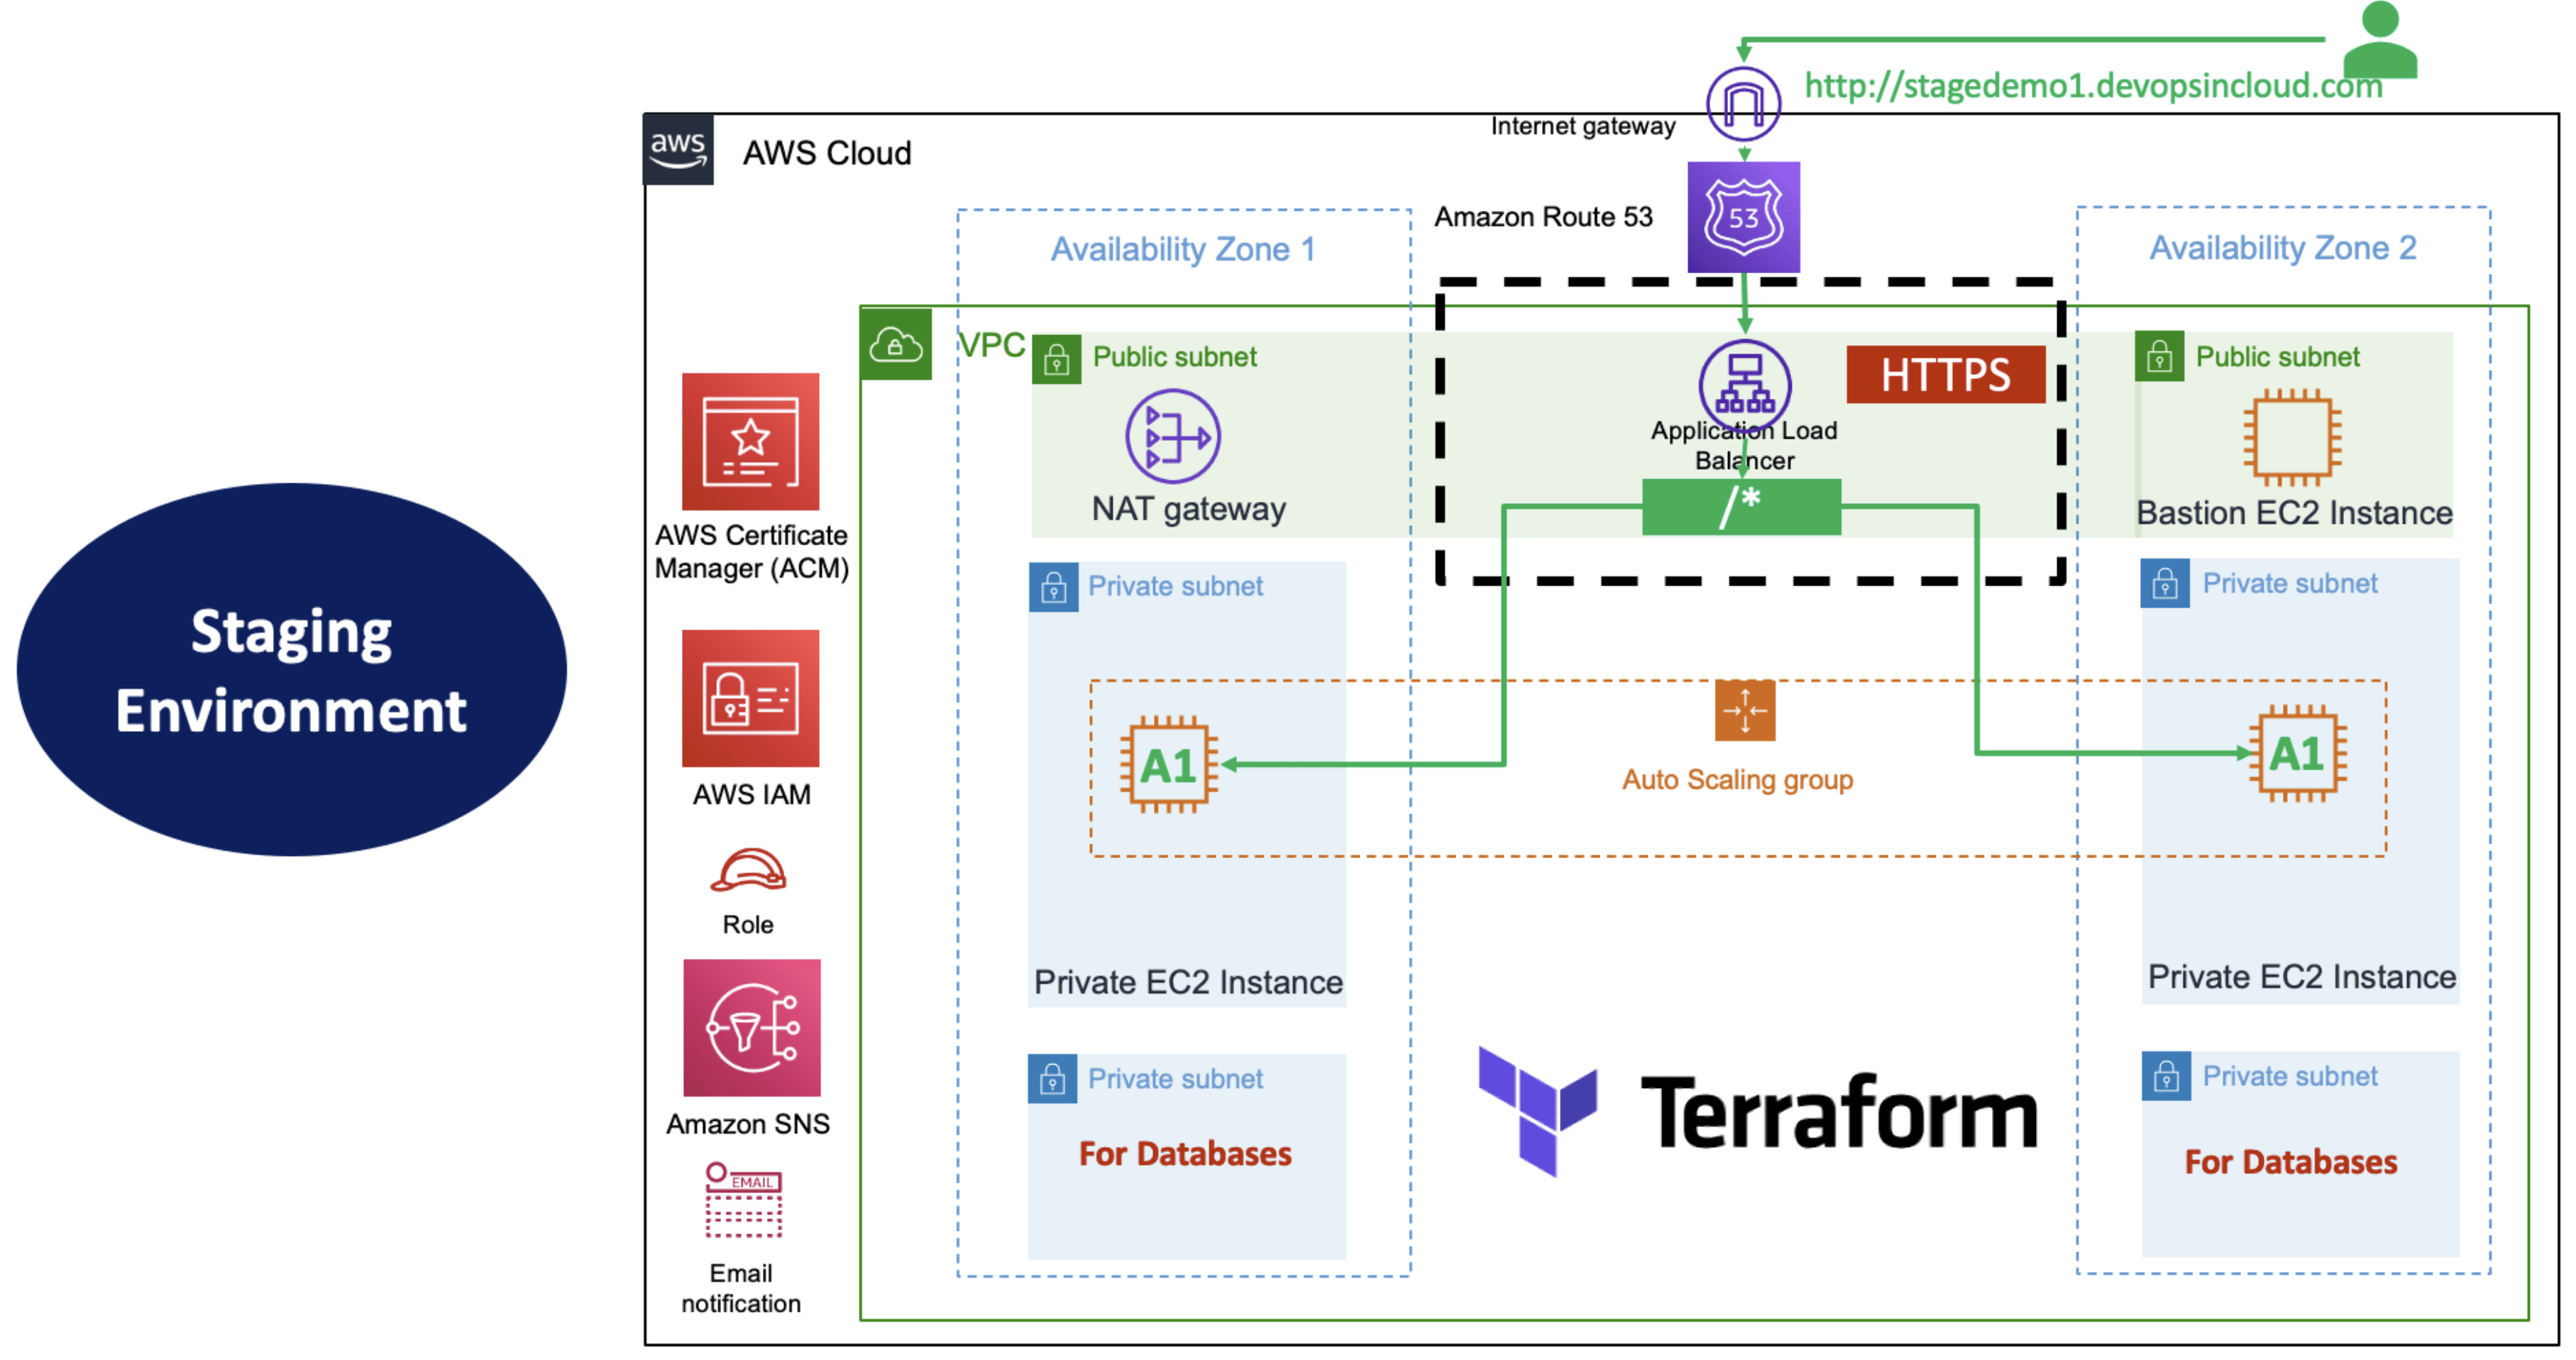 http://stagedemo1.devopsincloud.com
Internet gateway
aws
AWS Cloud
Amazon Route 53
53
Availability Zone 1
Availability Zone 2
VPC
Public subnet
HTTPS
Public subnet
Application Load
Balancer
NAT gateway
/*
Bastion EC2 Instance
AWS Certificate
Manager (ACM)
Private subnet
Private subnet
Staging
Environment
A1
A1
Auto Scaling group
AWS IAM
Role
Private EC2 Instance
Private EC2 Instance
Private subnet
Private subnet
Terraform
Amazon SNS
For Databases
For Databases
EMAIL
Email
notification